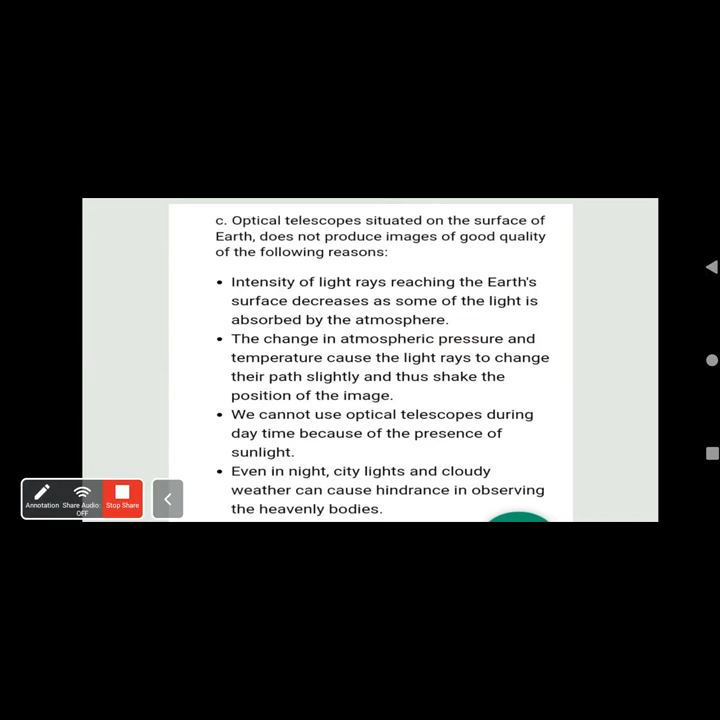 c. Optical telescopes situated on the surface of
Earth, does not produce images of good quality
of the following reasons:
• Intensity of light rays reaching the Earth's
surface decreases as some of the light is
absorbed by the atmosphere.
• The change in atmospheric pressure and
temperature cause the light rays to change
their path slightly and thus shake the
position of the image.
• We cannot use optical telescopes during
day time because of the presence of
sunlight.
• Even in night, city lights and cloudy
weather can cause hindrance in observing
the heavenly bodies.
Annotation
Share Audio:
OFF
Stop Share